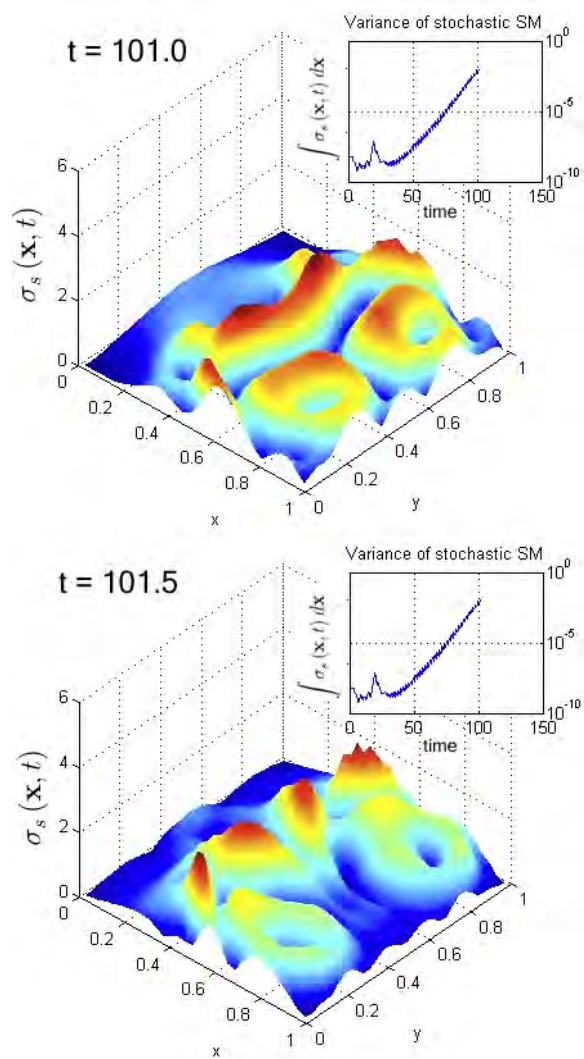 t = 101.0
Variance of stochastic SM
∫ σₛ (x, t) dx
10⁰
10⁻⁵
10⁻¹⁰
0 50 100 150
time
σₛ (x, t)
6
4
2
0
0 0.2 0.4 0.6 0.8 1
x
0 0.2 0.4 0.6 0.8 1
y
t = 101.5
Variance of stochastic SM
∫ σₛ (x, t) dx
10⁰
10⁻⁵
10⁻¹⁰
0 50 100 150
time
σₛ (x, t)
6
4
2
0
0 0.2 0.4 0.6 0.8 1
x
0 0.2 0.4 0.6 0.8 1
y